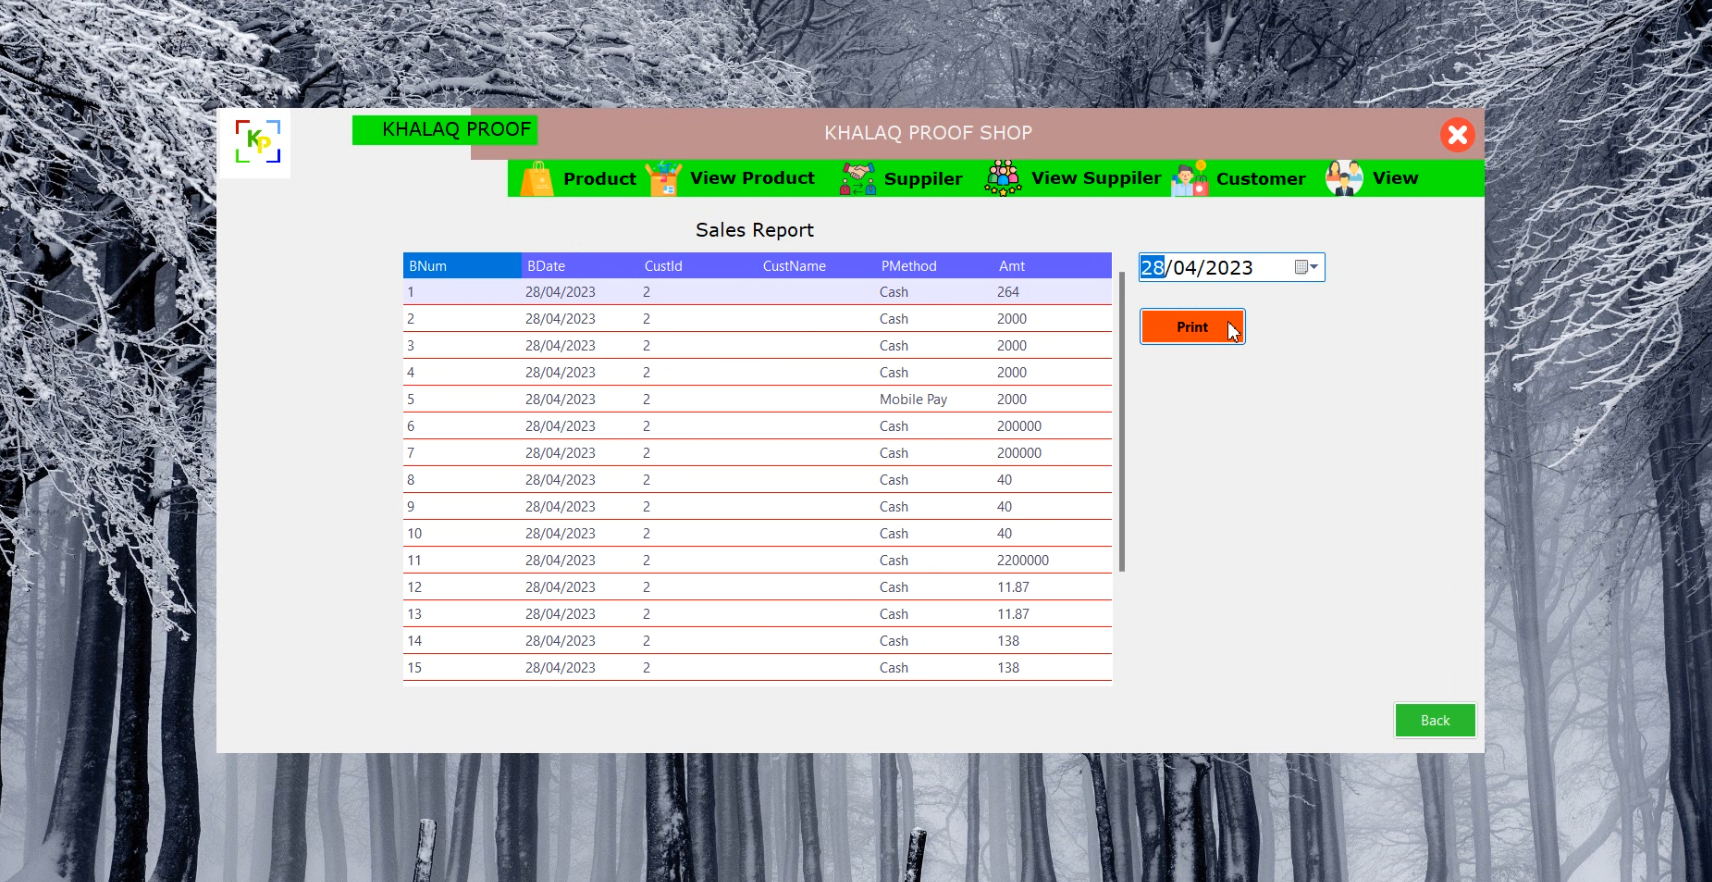 KP
KHALAQ PROOF
KHALAQ PROOF SHOP
Product View Product Suppiler View Suppiler Customer View
Sales Report
BNum BDate CustId CustName PMethod Amt
28/04/2023
1 28/04/2023 2 Cash 264
2 28/04/2023 2 Cash 2000
Print
3 28/04/2023 2 Cash 2000
4 28/04/2023 2 Cash 2000
5 28/04/2023 2 Mobile Pay 2000
6 28/04/2023 2 Cash 200000
7 28/04/2023 2 Cash 200000
8 28/04/2023 2 Cash 40
9 28/04/2023 2 Cash 40
10 28/04/2023 2 Cash 40
11 28/04/2023 2 Cash 2200000
12 28/04/2023 2 Cash 11.87
13 28/04/2023 2 Cash 11.87
14 28/04/2023 2 Cash 138
15 28/04/2023 2 Cash 138
Back